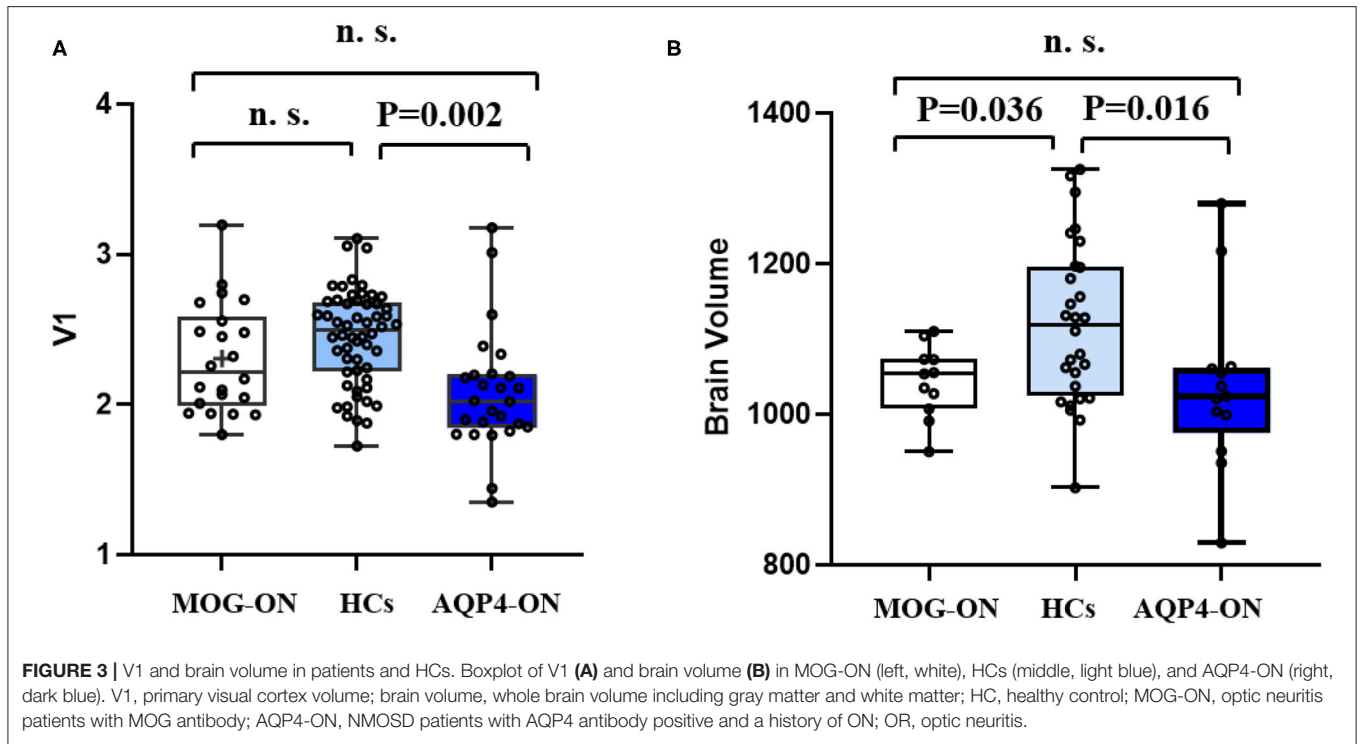 A
n. s.
n. s.
P=0.002
4
3
2
1
V1
MOG-ON
HCs
AQP4-ON
B
n. s.
P=0.036
P=0.016
1400
1200
1000
800
Brain Volume
MOG-ON
HCs
AQP4-ON
FIGURE 3 | V1 and brain volume in patients and HCs. Boxplot of V1 (A) and brain volume (B) in MOG-ON (left, white), HCs (middle, light blue), and AQP4-ON (right,
dark blue). V1, primary visual cortex volume; brain volume, whole brain volume including gray matter and white matter; HC, healthy control; MOG-ON, optic neuritis
patients with MOG antibody; AQP4-ON, NMOSD patients with AQP4 antibody positive and a history of ON; OR, optic neuritis.